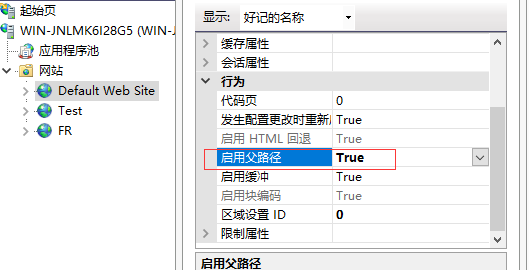 起始页
WIN-JNLMK6I28G5 (WIN-J
应用程序池
网站
Default Web Site
Test
FR
显示: 好记的名称
缓存属性
会话属性
行为
代码页 0
发生配置更改时重新 True
启用 HTML 回退 True
启用父路径 True
启用缓冲 True
启用块编码 True
区域设置 ID 0
限制属性
启用父路径